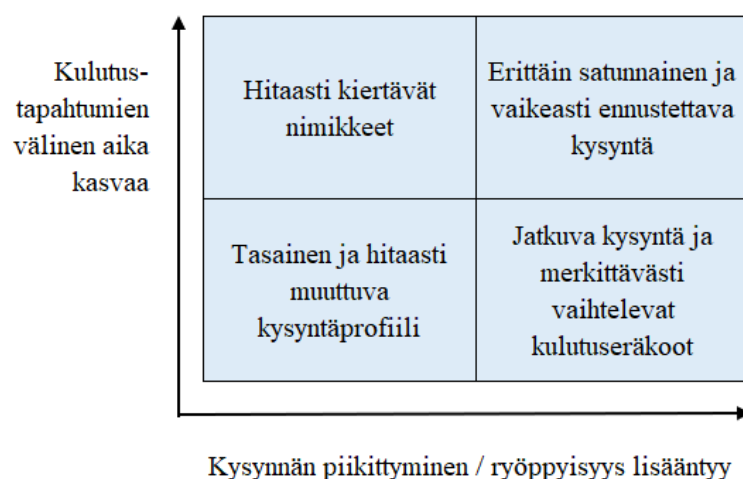 Kulutus-
tapahtumien
välinen aika
kasvaa
Hitaasti kiertävät
nimikkeet
Erittäin satunnainen ja
vaikeasti ennustettava
kysyntä
Tasainen ja hitaasti
muuttuva
kysyntäprofiili
Jatkuva kysyntä ja
merkittävästi
vaihtelevat
kulutuseräkoot
Kysynnän piikittyminen / ryöppyisyys lisääntyy